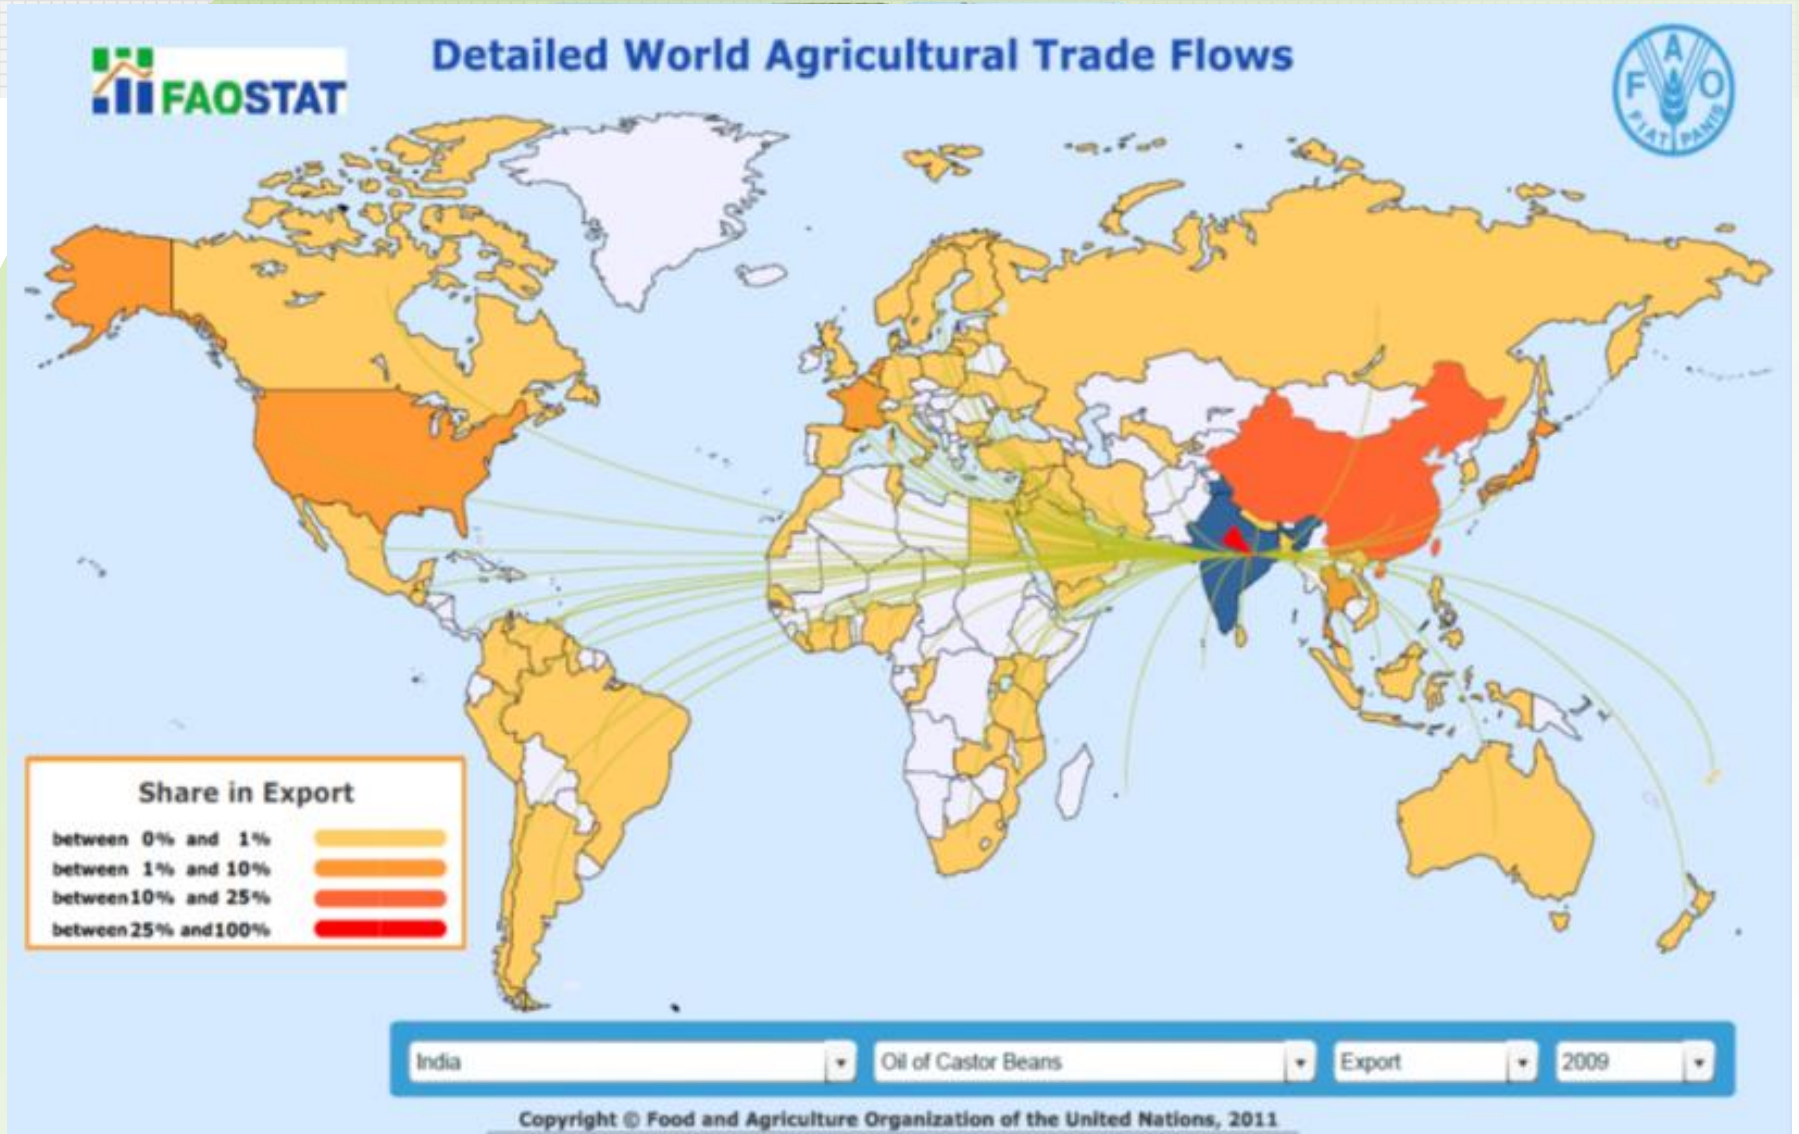 FAOSTAT
Detailed World Agricultural Trade Flows
F A O
FIAT PANIS
Share in Export
between 0% and 1%
between 1% and 10%
between 10% and 25%
between 25% and 100%
India
Oil of Castor Beans
Export
2009
Copyright © Food and Agriculture Organization of the United Nations, 2011